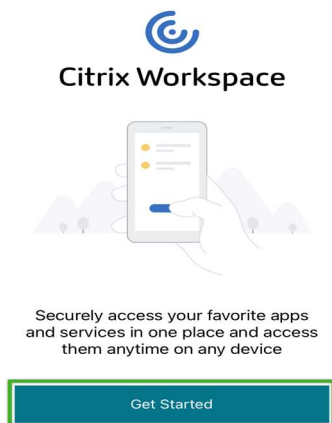 Citrix Workspace
Securely access your favorite apps
and services in one place and access
them anytime on any device
Get Started